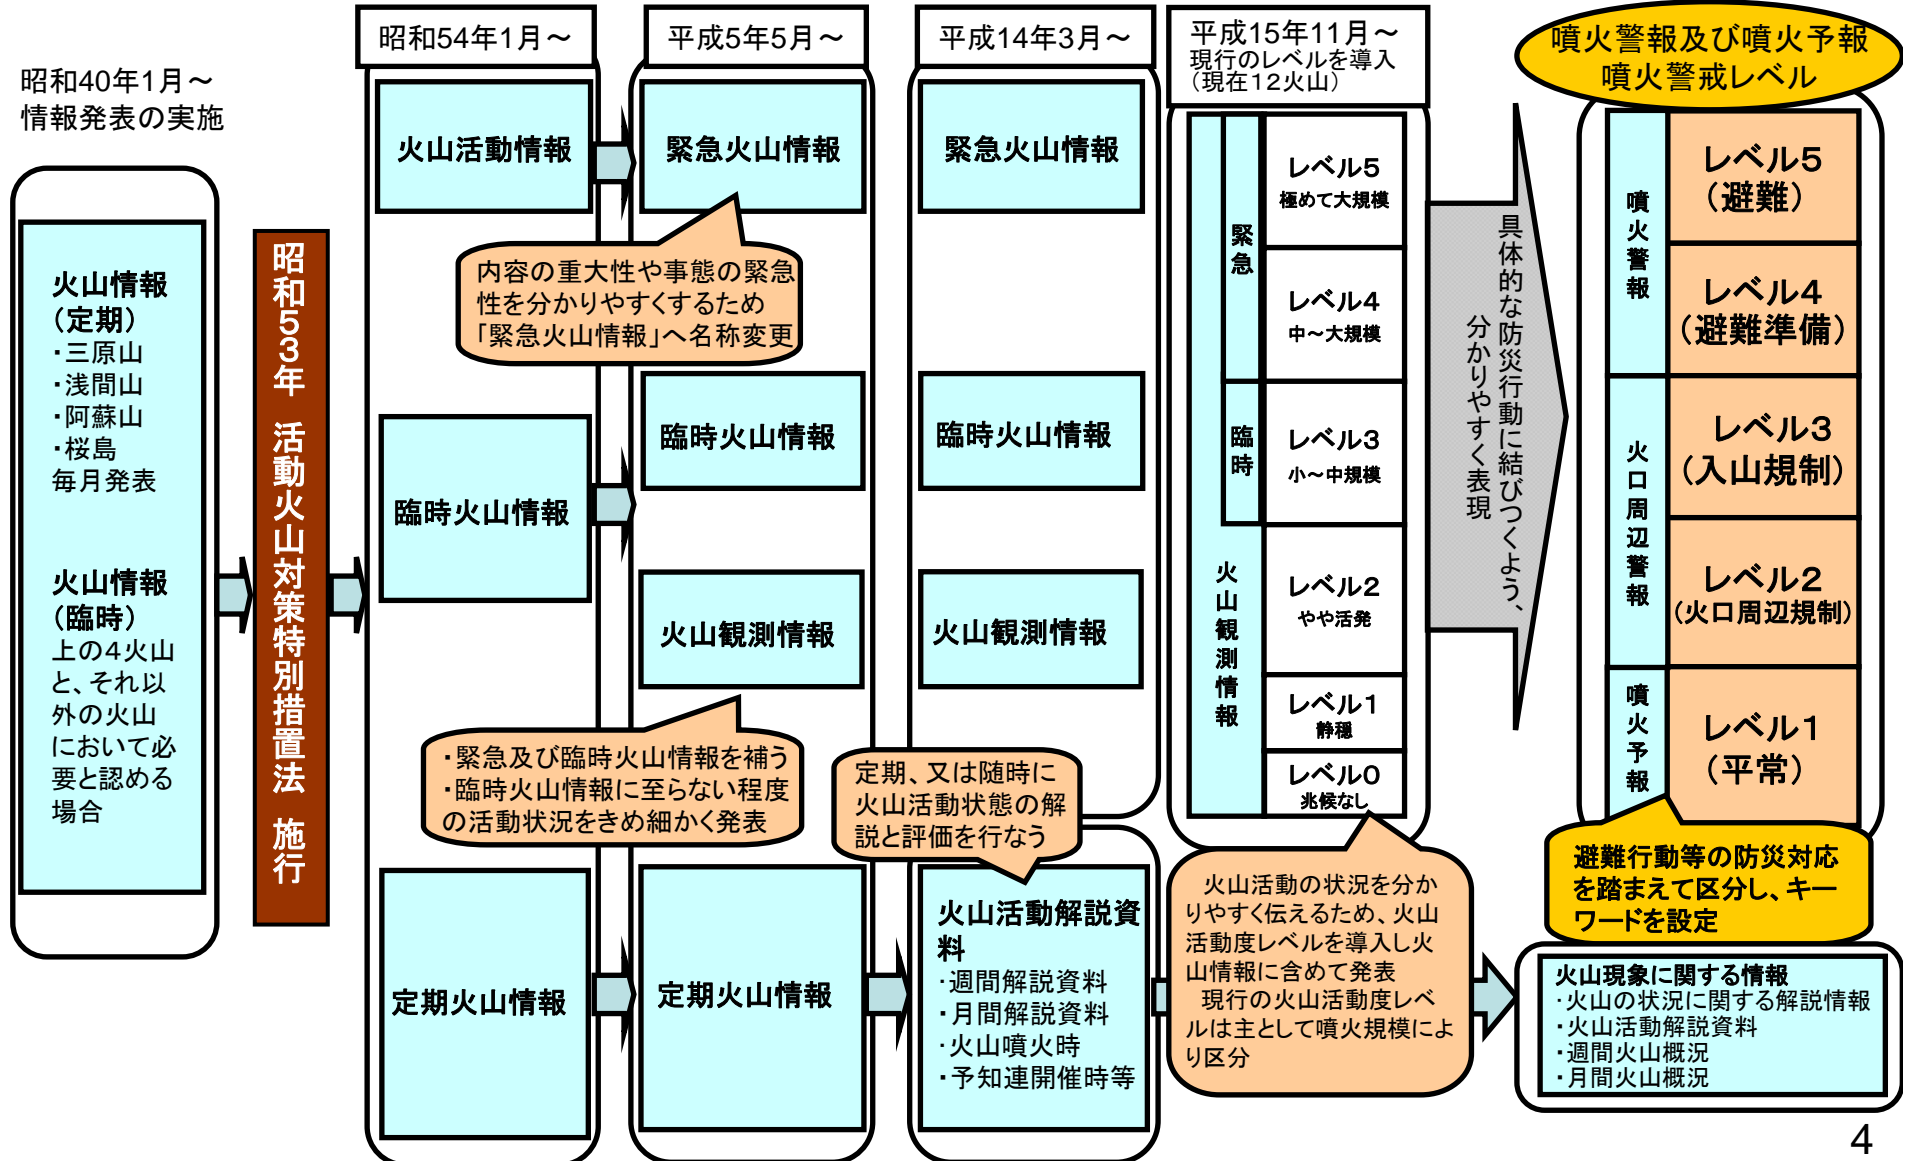 昭和40年1月～
情報発表の実施
火山情報
（定期）
・三原山
・浅間山
・阿蘇山
・桜島
毎月発表
火山情報
（臨時）
上の４火山
と、それ以
外の火山
において必
要と認める
場合
昭和５３年　活動火山対策特別措置法　施行
昭和54年1月～
火山活動情報
臨時火山情報
定期火山情報
平成5年5月～
緊急火山情報
内容の重大性や事態の緊急
性を分かりやすくするため
「緊急火山情報」へ名称変更
臨時火山情報
火山観測情報
・緊急及び臨時火山情報を補う
・臨時火山情報に至らない程度
の活動状況をきめ細かく発表
定期火山情報
平成14年3月～
緊急火山情報
臨時火山情報
火山観測情報
定期、又は随時に
火山活動状態の解
説と評価を行なう
火山活動解説資
料
・週間解説資料
・月間解説資料
・火山噴火時
・予知連開催時等
平成15年11月～
現行のレベルを導入
（現在１２火山）
緊急
臨時
火山観測情報
レベル５
極めて大規模
レベル４
中～大規模
レベル３
小～中規模
レベル２
やや活発
レベル１
静穏
レベル０
兆候なし
火山活動の状況を分か
りやすく伝えるため、火山
活動度レベルを導入し火
山情報に含めて発表
現行の火山活動度レベ
ルは主として噴火規模によ
り区分
具体的な防災行動に結びつくよう、
分かりやすく表現
噴火警報及び噴火予報
噴火警戒レベル
噴火警報
火口周辺警報
噴火予報
レベル５
（避難）
レベル４
（避難準備）
レベル３
（入山規制）
レベル２
（火口周辺規制）
レベル１
（平常）
避難行動等の防災対応
を踏まえて区分し、キー
ワードを設定
火山現象に関する情報
・火山の状況に関する解説情報
・火山活動解説資料
・週間火山概況
・月間火山概況
4